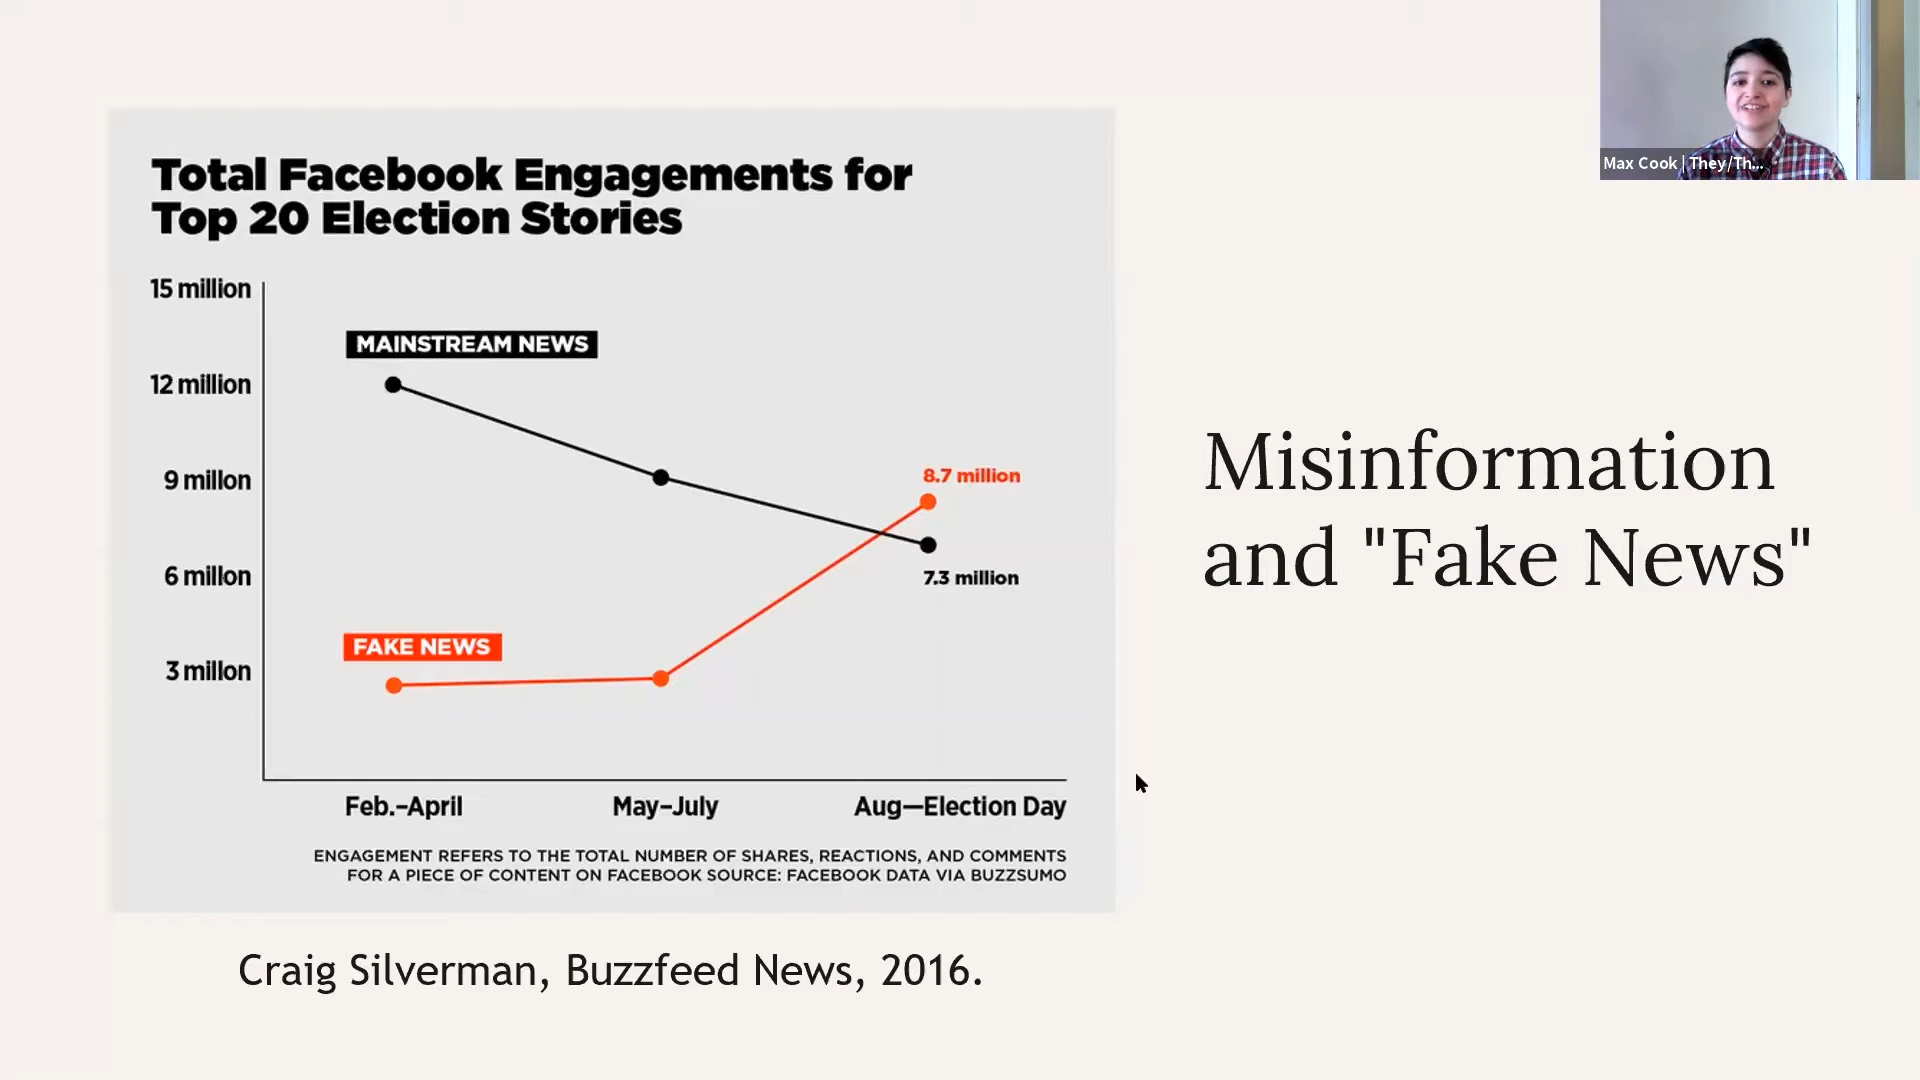 Max Cook | They/Th...
Total Facebook Engagements for
Top 20 Election Stories
15 million
12 million
9 millon
6 millon
3 millon
MAINSTREAM NEWS
8.7 million
7.3 million
FAKE NEWS
Feb.–April
May–July
Aug—Election Day
ENGAGEMENT REFERS TO THE TOTAL NUMBER OF SHARES, REACTIONS, AND COMMENTS
FOR A PIECE OF CONTENT ON FACEBOOK SOURCE: FACEBOOK DATA VIA BUZZSUMO
Craig Silverman, Buzzfeed News, 2016.
Misinformation
and "Fake News"